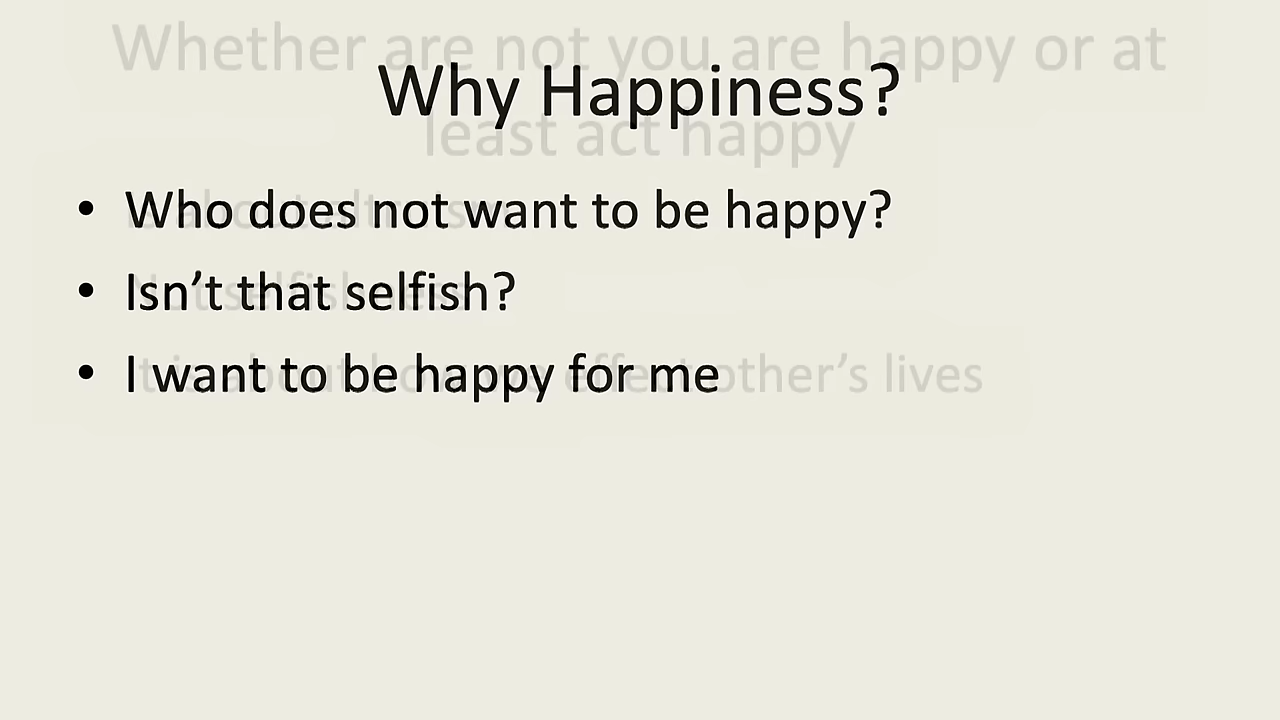 Whether are not you are happy or at
Why Happiness?
least act happy
• Who does not want to be happy?
• Isn't that selfish?
• I want to be happy for me
other's lives